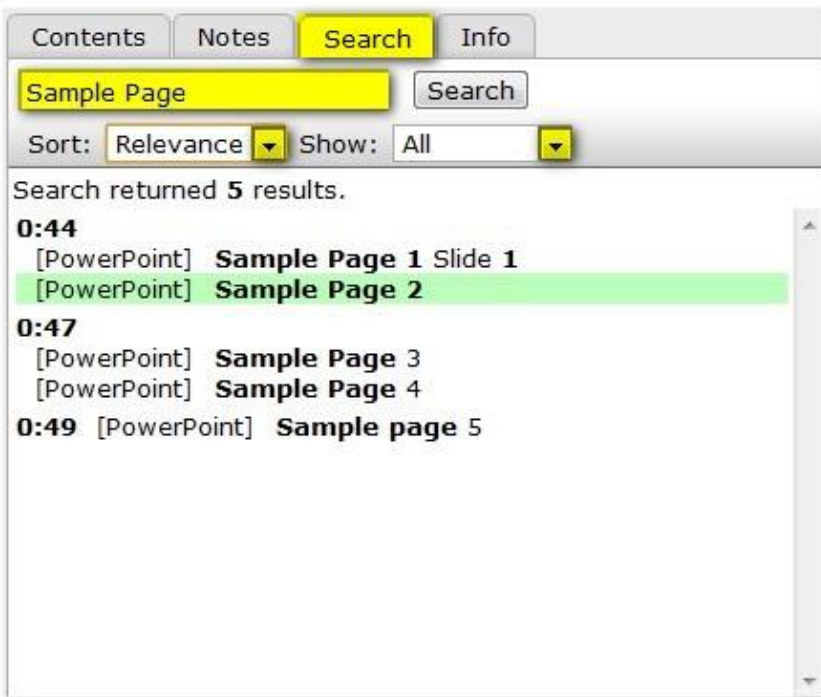 Contents Notes Search Info
Sample Page Search
Sort: Relevance Show: All
Search returned 5 results.
0:44
[PowerPoint] Sample Page 1 Slide 1
[PowerPoint] Sample Page 2
0:47
[PowerPoint] Sample Page 3
[PowerPoint] Sample Page 4
0:49 [PowerPoint] Sample page 5